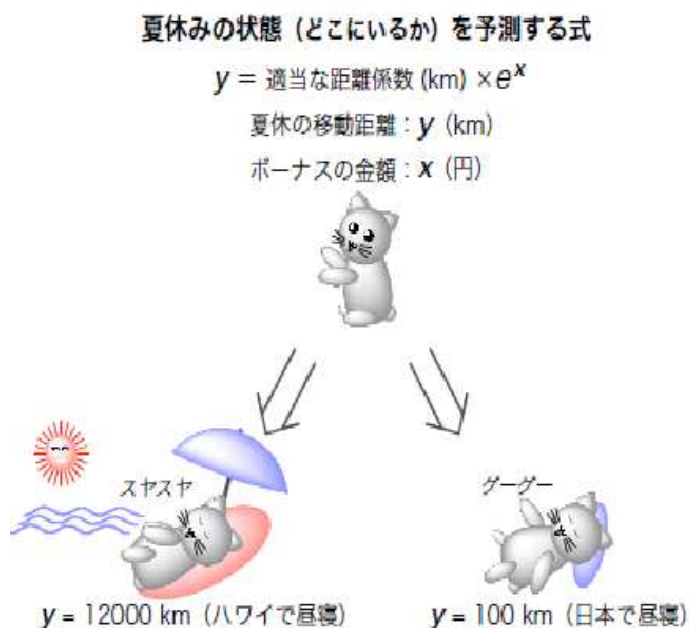 夏休みの状態（どこにいるか）を予測する式
y = 適当な距離係数 (km) ×eˣ
夏休の移動距離：y (km)
ボーナスの金額：x (円)
スヤスヤ
グーグー
y = 12000 km（ハワイで昼寝）
y = 100 km（日本で昼寝）